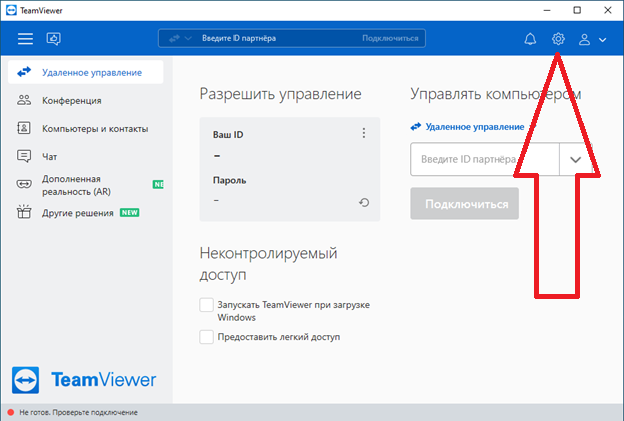 TeamViewer
Введите ID партнёра
Подключиться
Удаленное управление
Конференция
Компьютеры и контакты
Чат
Дополненная
реальность (AR)
NE
Другие решения NEW
Разрешить управление
Ваш ID
–
Пароль
–
Неконтролируемый
доступ
Запускать TeamViewer при загрузке
Windows
Предоставить легкий доступ
Управлять компьютером
Удаленное управление
Введите ID партнёра
Подключиться
TeamViewer
Не готов. Проверьте подключение